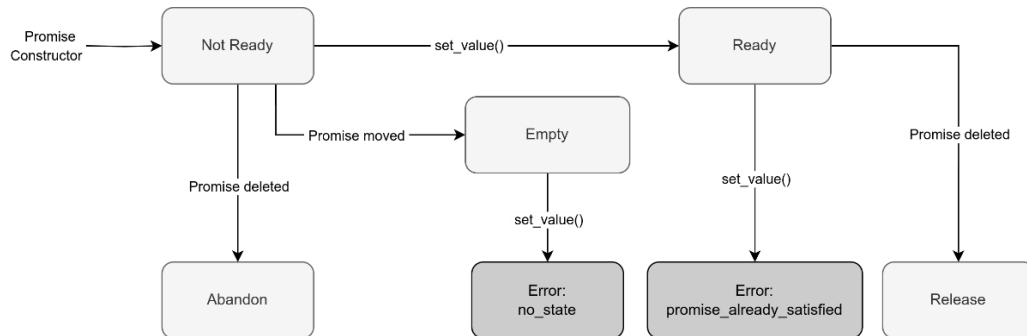 Promise
Constructor
Not Ready
set_value()
Ready
Promise moved
Empty
Promise deleted
Promise deleted
set_value()
set_value()
Abandon
Error:
no_state
Error:
promise_already_satisfied
Release